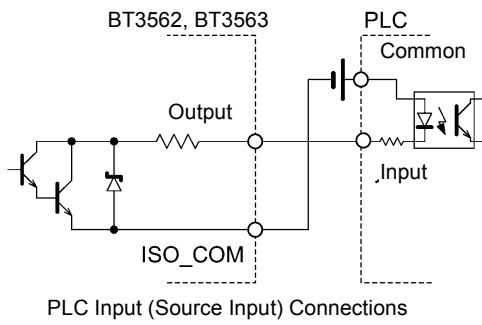 BT3562, BT3563
PLC
Common
Output
Input
ISO_COM
PLC Input (Source Input) Connections